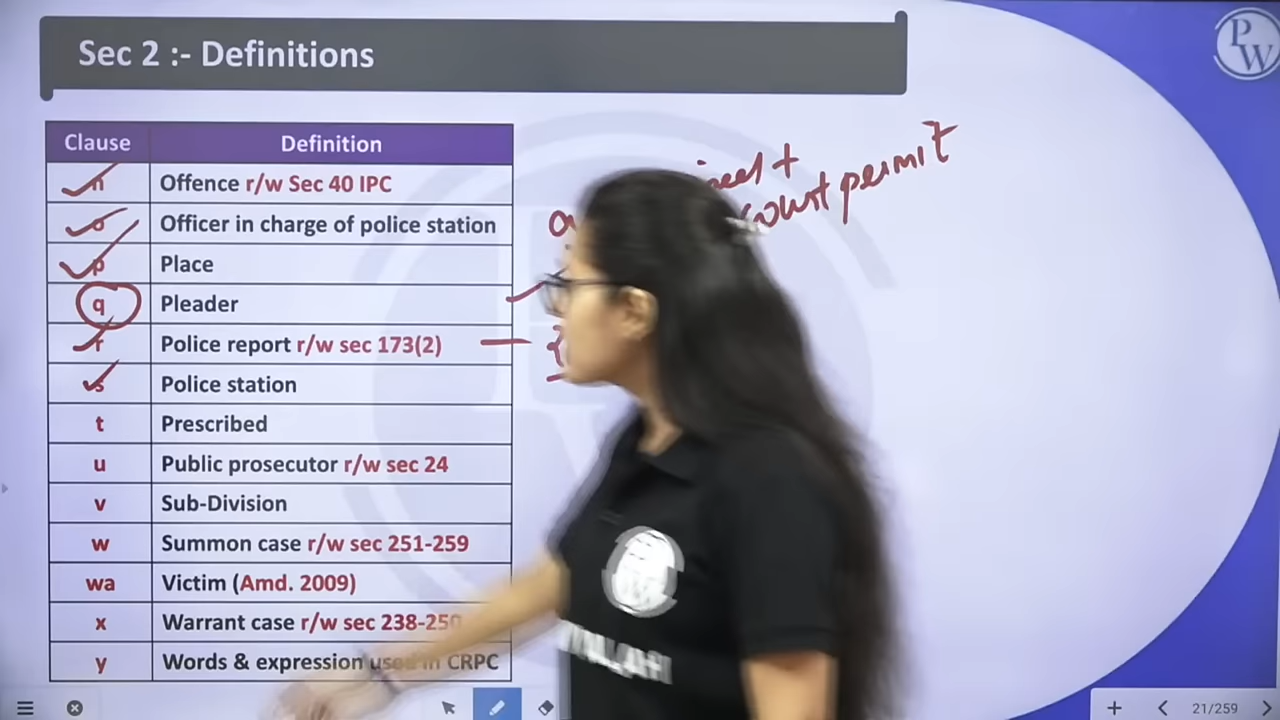 Sec 2 :- Definitions
PW
Clause Definition
n Offence r/w Sec 40 IPC
o Officer in charge of police station
p Place
q Pleader
r Police report r/w sec 173(2)
s Police station
t Prescribed
u Public prosecutor r/w sec 24
v Sub-Division
w Summon case r/w sec 251-259
wa Victim (Amd. 2009)
x Warrant case r/w sec 238-250
y Words & expression used in CRPC
+
court permit
21/259